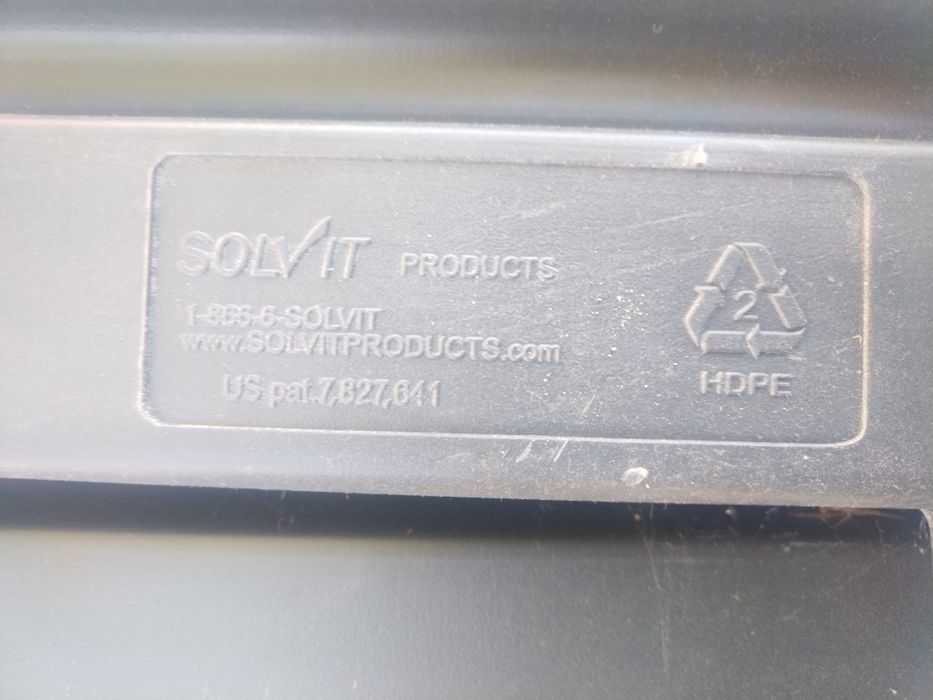 SOLVIT PRODUCTS
1-866-6-SOLVIT
www.SOLVITPRODUCTS.com
US pat.7,827,641
2
HDPE